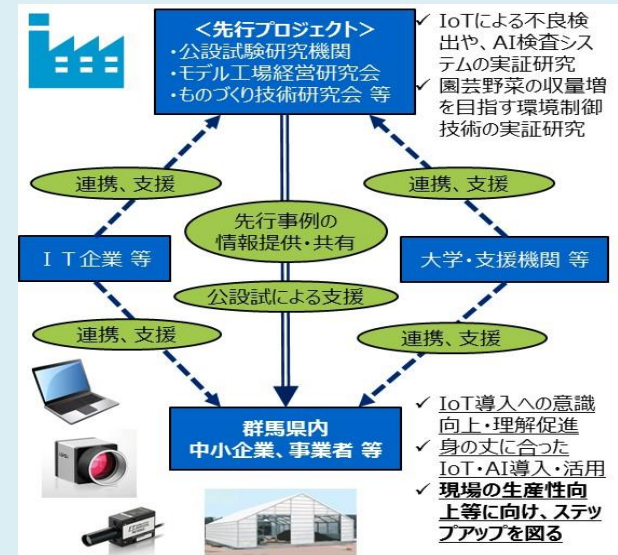 <先行プロジェクト>
・公設試験研究機関
・モデル工場経営研究会
・ものづくり技術研究会 等
✓ IoTによる不良検
出や、AI検査シス
テムの実証研究
✓ 園芸野菜の収量増
を目指す環境制御
技術の実証研究
連携、支援
連携、支援
先行事例の
情報提供・共有
IT企業 等
大学・支援機関 等
公設試による支援
連携、支援
連携、支援
群馬県内
中小企業、事業者 等
✓ IoT導入への意識
向上・理解促進
✓ 身の丈に合った
IoT・AI導入・活用
✓ 現場の生産性向
上等に向け、ステッ
プアップを図る